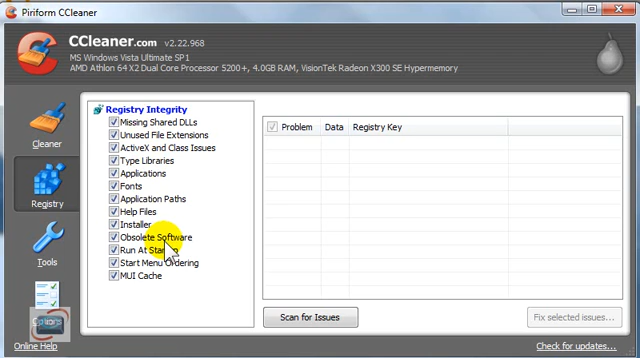 Piriform CCleaner
CCleaner.com v2.22.968
MS Windows Vista Ultimate SP1
AMD Athlon 64 X2 Dual Core Processor 5200+, 4.0GB RAM, VisionTek Radeon X300 SE Hypermemory
Cleaner
Registry
Tools
Registry Integrity
Missing Shared DLLs
Unused File Extensions
ActiveX and Class Issues
Type Libraries
Applications
Fonts
Application Paths
Help Files
Installer
Obsolete Software
Run At
Start Menu Ordering
MUI Cache
Problem Data Registry Key
Scan for Issues Fix selected issues...
Online Help Check for updates...